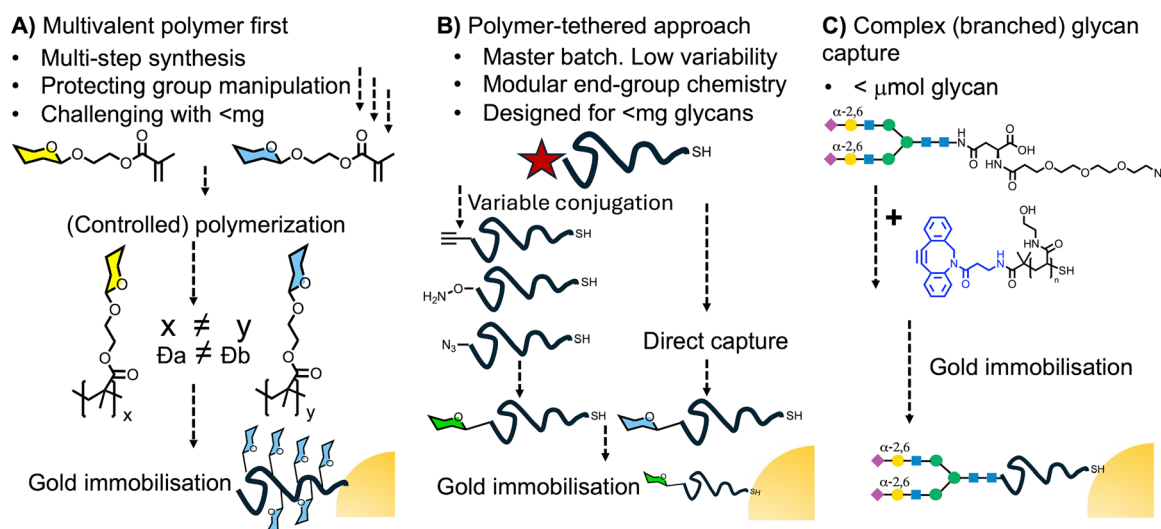 A) Multivalent polymer first
• Multi-step synthesis
• Protecting group manipulation
• Challenging with <mg
O
O
O
O
O
O
O
O
(Controlled) polymerization
O
O
O
O
x
x ≠ y
Đa ≠ Đb
O
O
O
O
y
Gold immobilisation
B) Polymer-tethered approach
• Master batch. Low variability
• Modular end-group chemistry
• Designed for <mg glycans
SH
Variable conjugation
SH
H₂N O
SH
N₃
SH
Direct capture
O
SH
O
SH
Gold immobilisation
SH
C) Complex (branched) glycan
capture
• < μmol glycan
α-2,6
α-2,6
H
N
O
O
OH
HN
O
O
O
O
N
+
OH
HN
O
N
O
H
N
O
n
SH
Gold immobilisation
α-2,6
α-2,6
SH